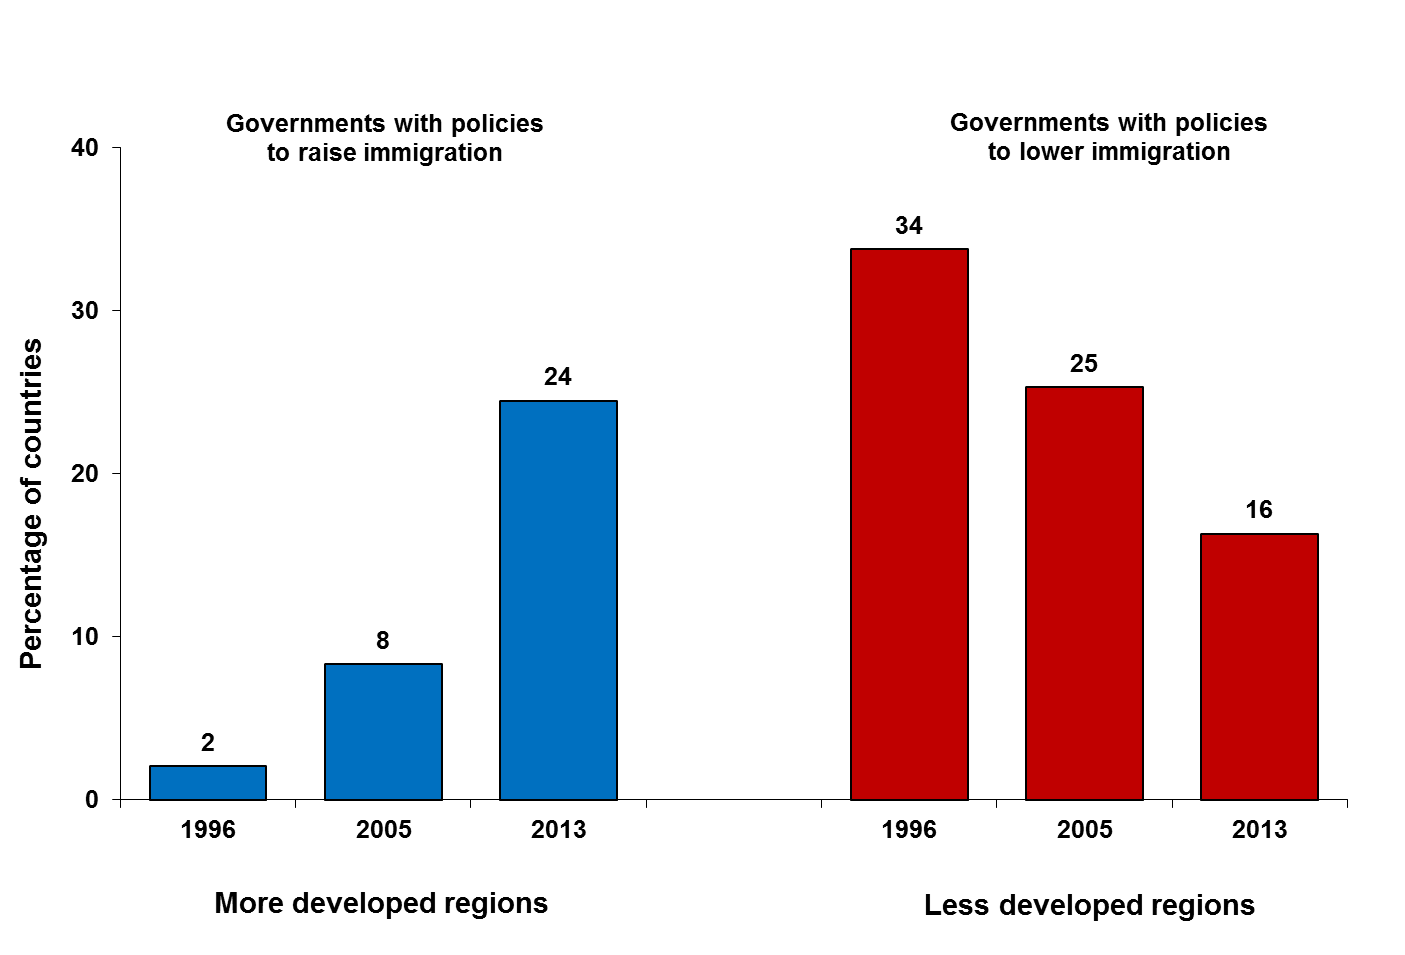 Governments with policies
to raise immigration
Governments with policies
to lower immigration
Percentage of countries
40
30
20
10
0
2
8
24
34
25
16
1996
2005
2013
1996
2005
2013
More developed regions
Less developed regions